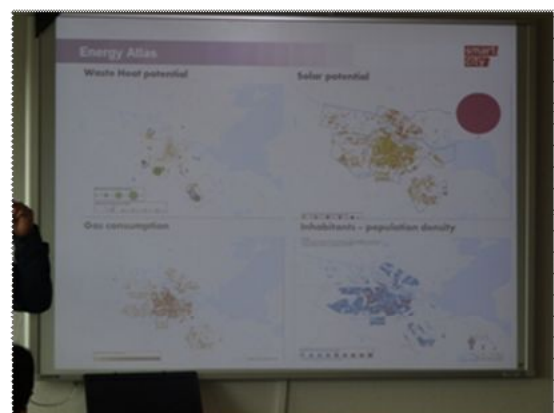 Energy Atlas
smart
city
Waste Heat potential
Solar potential
Gas consumption
Inhabitants – population density